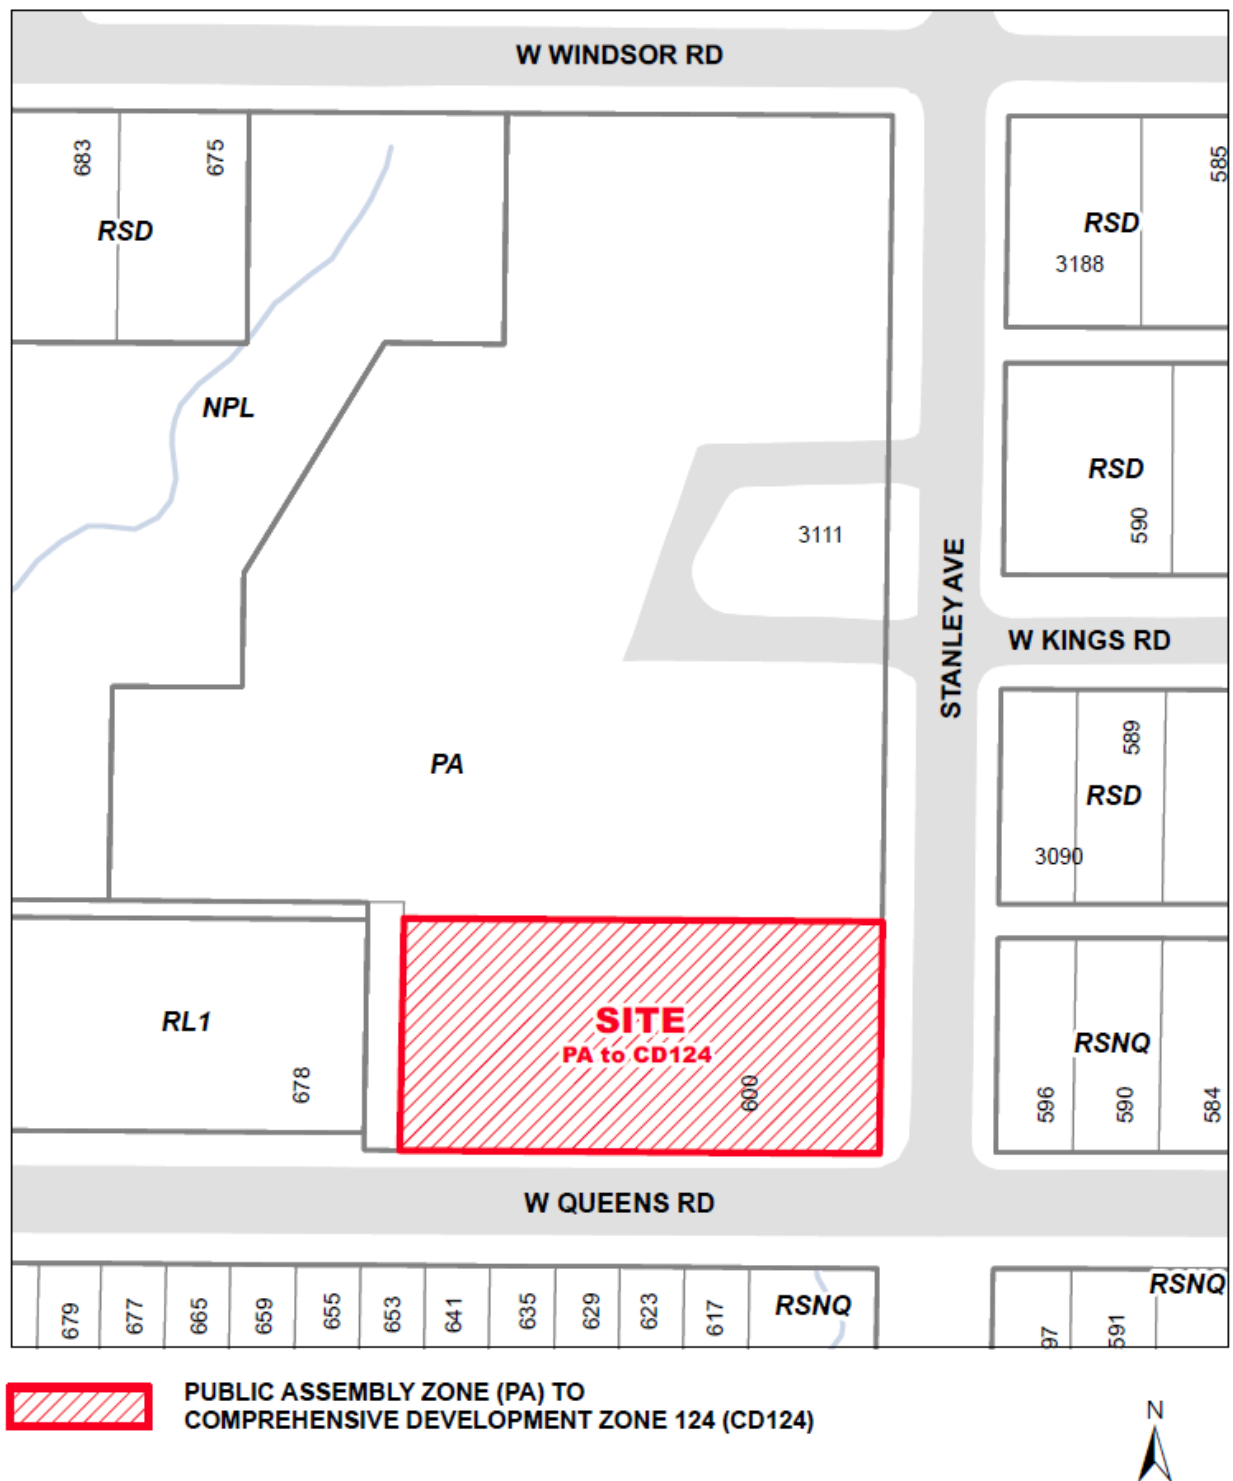 W WINDSOR RD
683
675
585
RSD
RSD
3188
NPL
RSD
590
3111
STANLEY AVE
W KINGS RD
589
PA
RSD
3090
RL1
SITE
PA to CD124
RSNQ
678
600
596
590
584
W QUEENS RD
679
677
665
659
655
653
641
635
629
623
617
RSNQ
RSNQ
97
591
PUBLIC ASSEMBLY ZONE (PA) TO
COMPREHENSIVE DEVELOPMENT ZONE 124 (CD124)
N